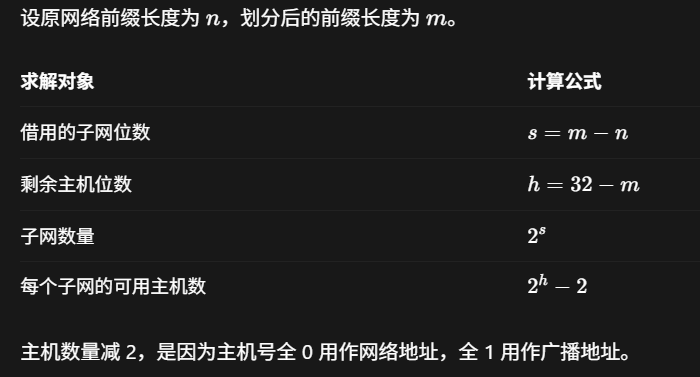 设原网络前缀长度为 n，划分后的前缀长度为 m。
求解对象 计算公式
借用的子网位数 s = m − n
剩余主机位数 h = 32 − m
子网数量 2^s
每个子网的可用主机数 2^h − 2
主机数量减 2，是因为主机号全 0 用作网络地址，全 1 用作广播地址。